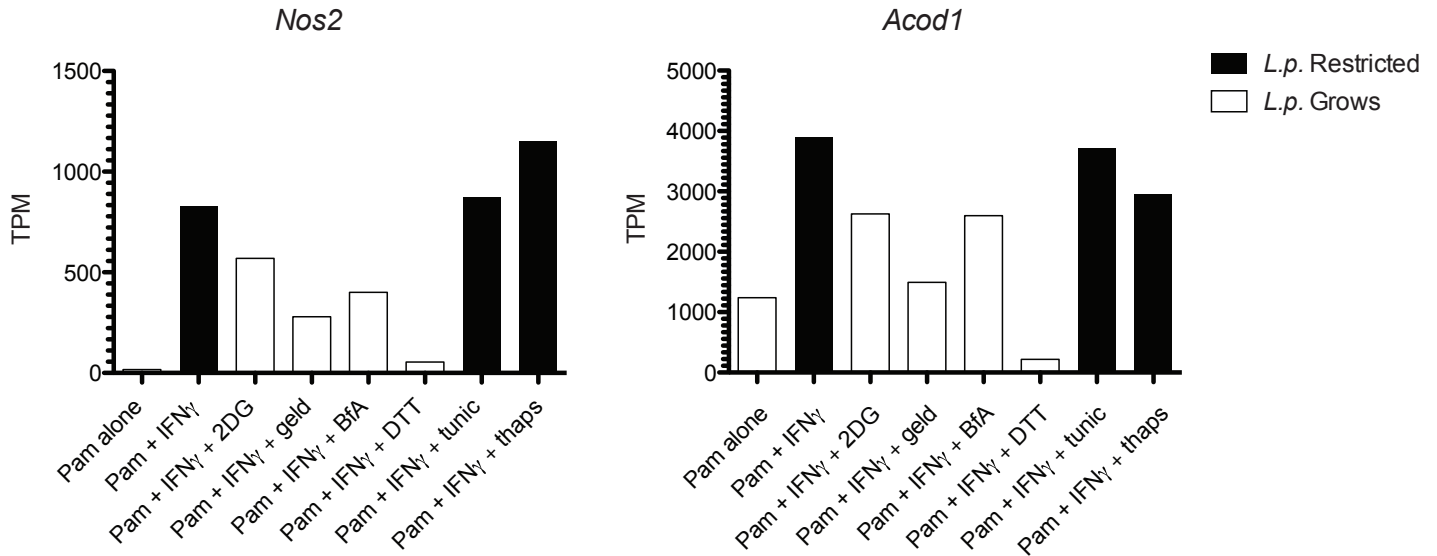 Nos2
1500
1000
500
0
TPM
Pam alone
Pam + IFNγ
Pam + IFNγ + 2DG
Pam + IFNγ + geld
Pam + IFNγ + BfA
Pam + IFNγ + DTT
Pam + IFNγ + tunic
Pam + IFNγ + thaps
Acod1
5000
4000
3000
2000
1000
0
TPM
Pam alone
Pam + IFNγ
Pam + IFNγ + 2DG
Pam + IFNγ + geld
Pam + IFNγ + BfA
Pam + IFNγ + DTT
Pam + IFNγ + tunic
Pam + IFNγ + thaps
L.p. Restricted
L.p. Grows